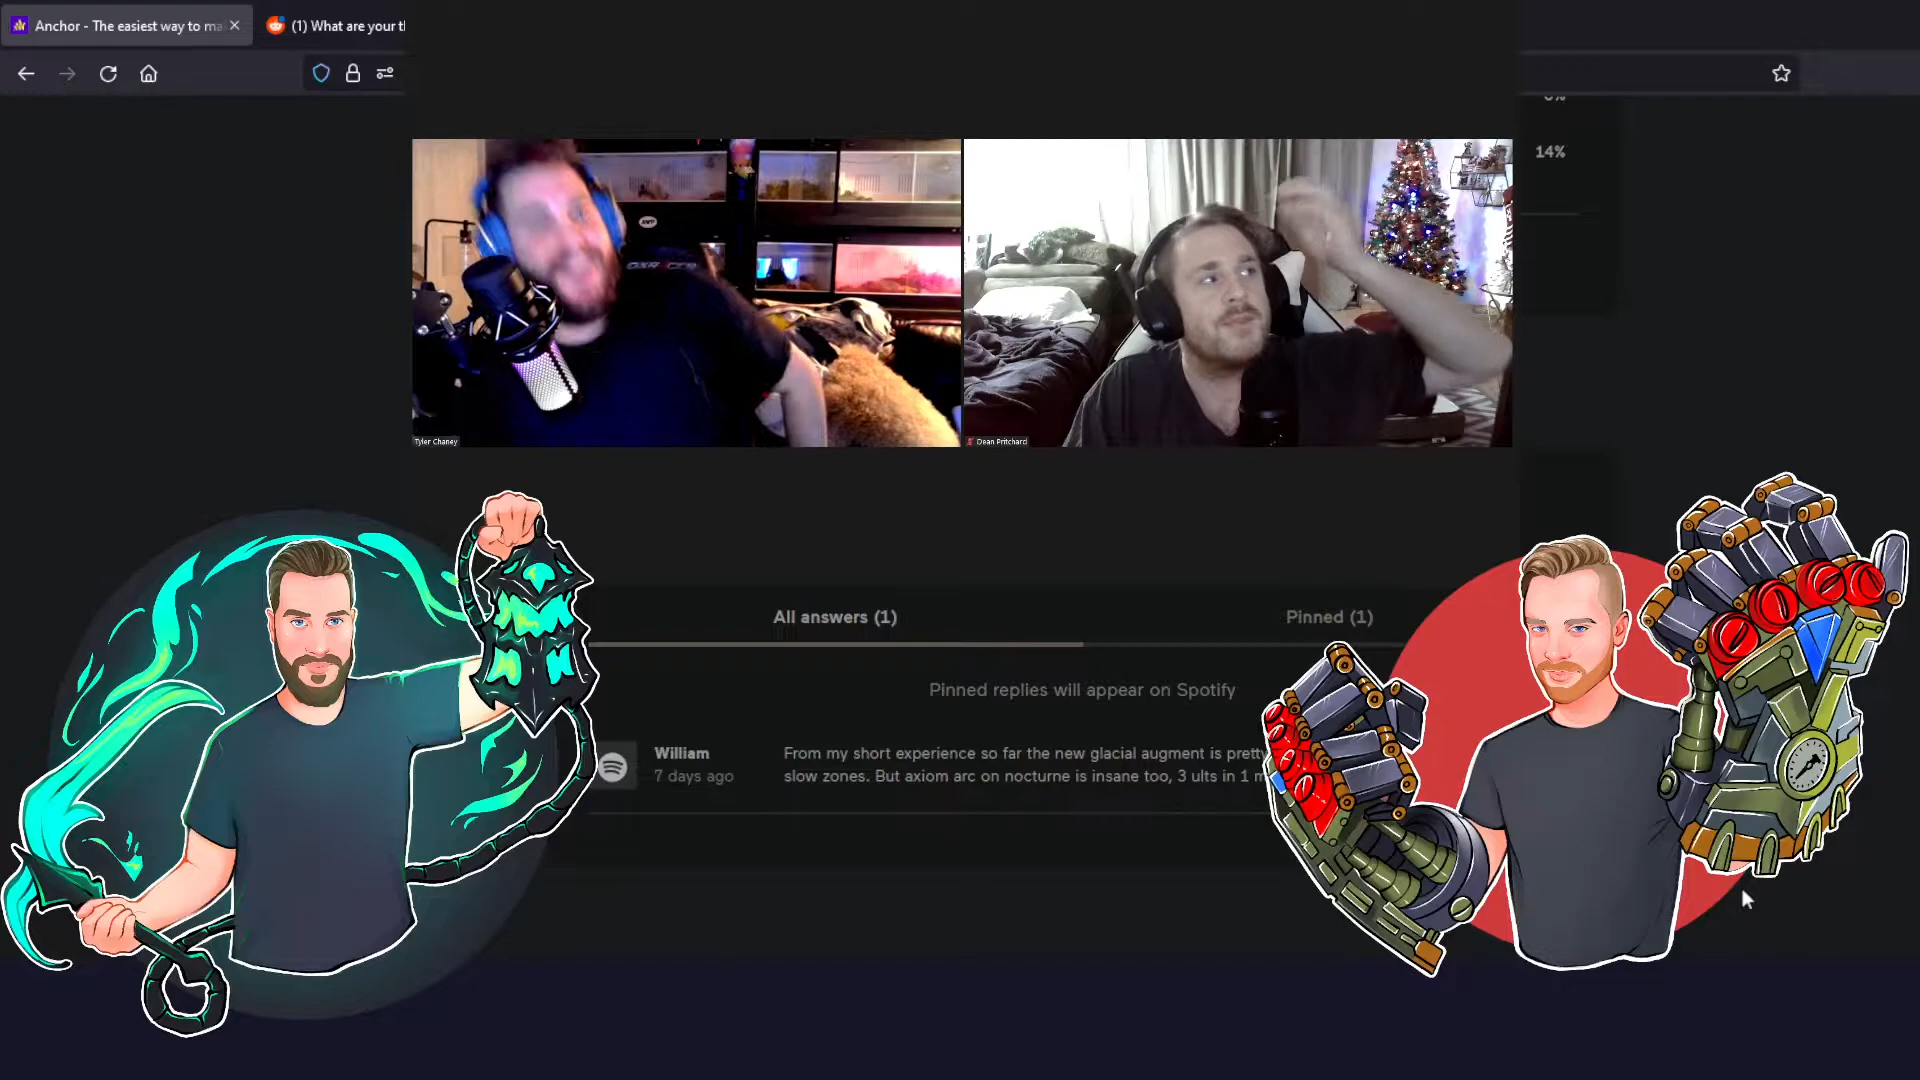 Anchor - The easiest way to ma
(1) What are your t
14%
Tyler Chaney
Dean Pritchard
All answers (1)
Pinned (1)
Pinned replies will appear on Spotify
William
7 days ago
From my short experience so far the new glacial augment is pretty
slow zones. But axiom arc on nocturne is insane too, 3 ults in 1 m